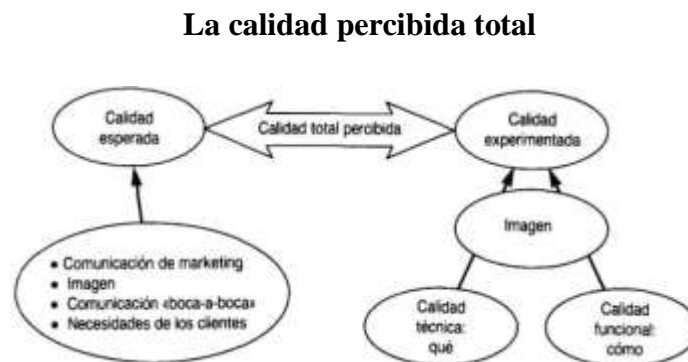 La calidad percibida total
Calidad
esperada
Calidad total percibida
Calidad
experimentada
Imagen
• Comunicación de marketing
• Imagen
• Comunicación «boca-a-boca»
• Necesidades de los clientes
Calidad
técnica:
qué
Calidad
funcional:
cómo